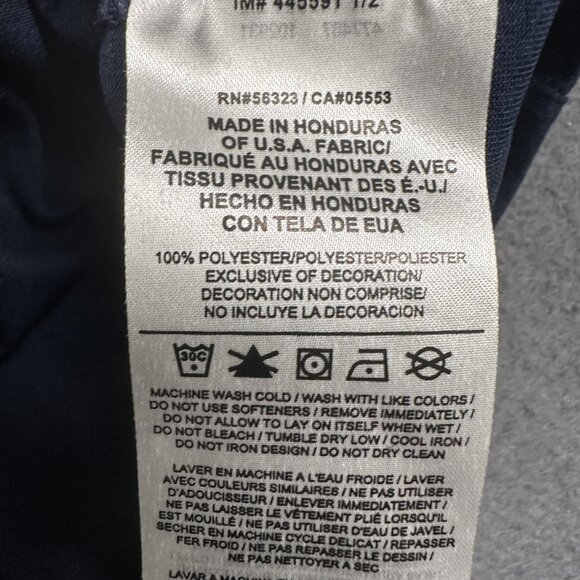 IM# 445591 1/2
RN#56323 / CA#05553
MADE IN HONDURAS
OF U.S.A. FABRIC/
FABRIQUÉ AU HONDURAS AVEC
TISSU PROVENANT DES É.-U./
HECHO EN HONDURAS
CON TELA DE EUA
100% POLYESTER/POLYESTER/POLIESTER
EXCLUSIVE OF DECORATION/
DECORATION NON COMPRISE/
NO INCLUYE LA DECORACIÓN
30C
MACHINE WASH COLD / WASH WITH LIKE COLORS /
DO NOT USE SOFTENERS / REMOVE IMMEDIATELY /
DO NOT ALLOW TO LAY ON ITSELF WHEN WET /
DO NOT BLEACH / TUMBLE DRY LOW / COOL IRON /
DO NOT IRON DESIGN / DO NOT DRY CLEAN
LAVER EN MACHINE A L'EAU FROIDE / LAVER
AVEC COULEURS SIMILAIRES / NE PAS UTILISER
D'ADOUCISSEUR / ENLEVER IMMEDIATEMENT /
NE PAS LAISSER LE VÊTEMENT PLIÉ LORSQU'IL
EST MOUILLÉ / NE PAS UTILISER D'EAU DE JAVEL /
SECHER EN MACHINE CYCLE DELICAT / REPASSER
FER FROID / NE PAS REPASSER LE DESSIN /
NE PAS NETTOYER A SEC